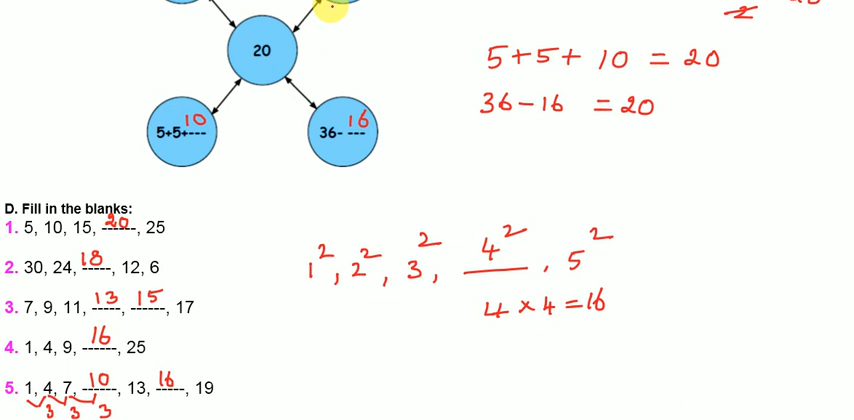 20
5+5+--- 10
36- --- 16
5+5+ 10 = 20
36-16 = 20
D. Fill in the blanks:
1. 5, 10, 15, ------ 20, 25
2. 30, 24, ----- 18, 12, 6
3. 7, 9, 11, ----- 13, ------ 15, 17
4. 1, 4, 9, ------ 16, 25
5. 1, 4, 7, ------ 10, 13, ----- 16, 19
3 3 3
1², 2², 3², 4², 5²
4 × 4 = 16